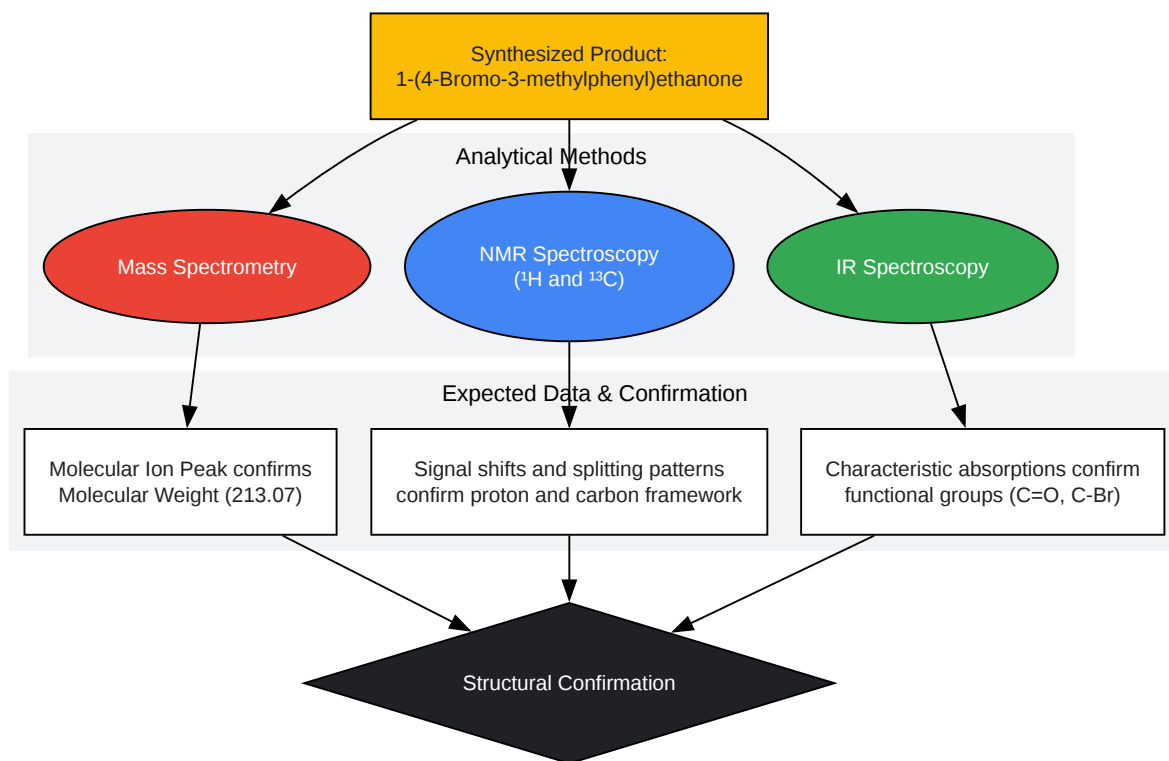 Synthesized Product:
1-(4-Bromo-3-methylphenyl)ethanone
Analytical Methods
Mass Spectrometry
NMR Spectroscopy
(¹H and ¹³C)
IR Spectroscopy
Expected Data & Confirmation
Molecular Ion Peak confirms
Molecular Weight (213.07)
Signal shifts and splitting patterns
confirm proton and carbon framework
Characteristic absorptions confirm
functional groups (C=O, C-Br)
Structural Confirmation